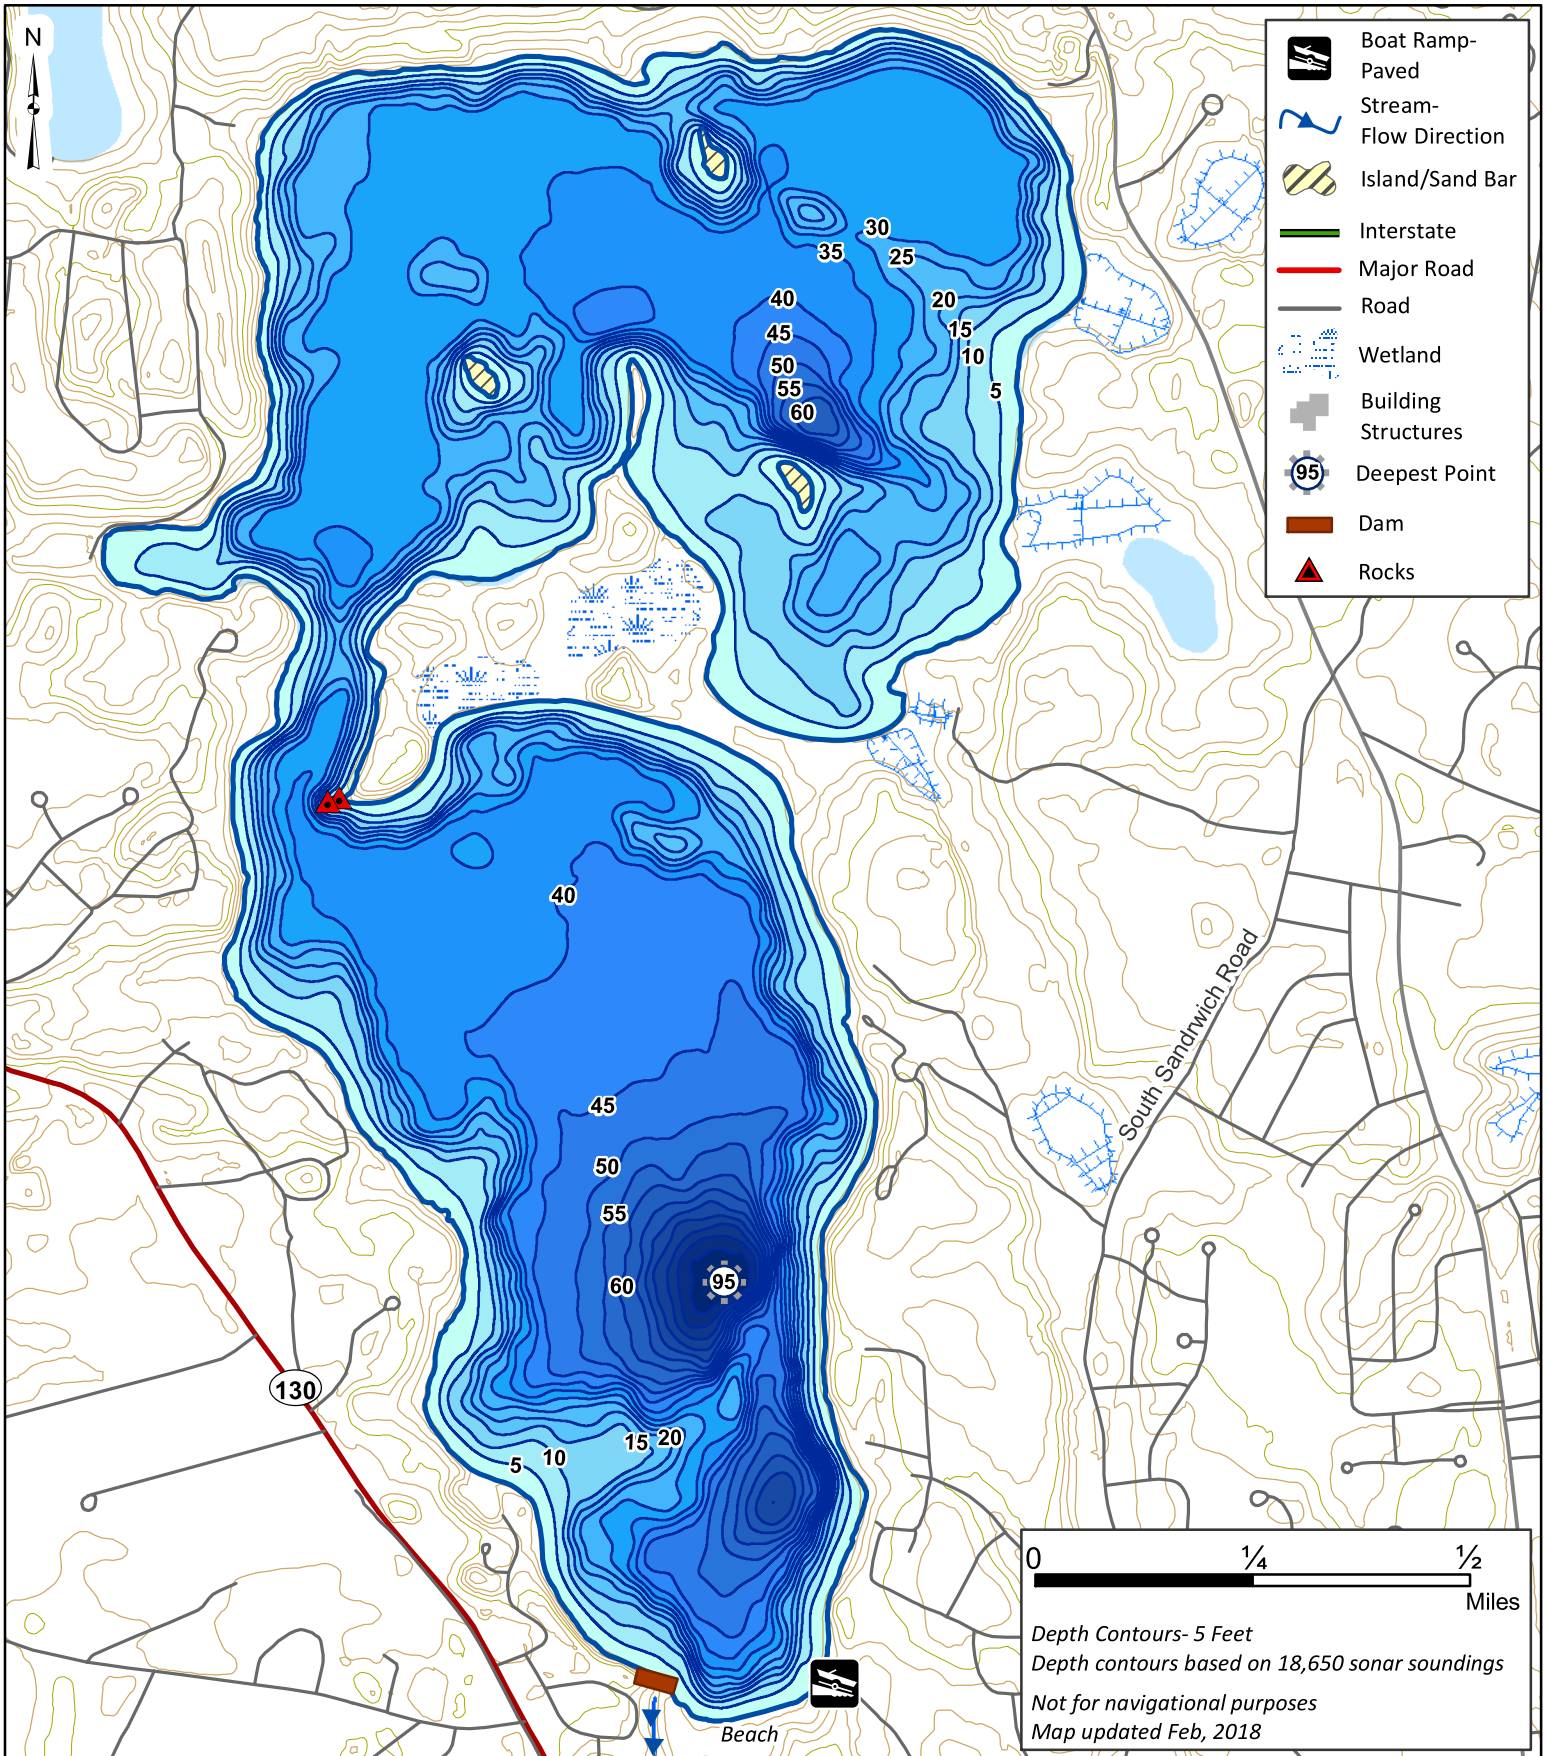 N
Boat Ramp-
Paved
Stream-
Flow Direction
Island/Sand Bar
Interstate
Major Road
Road
Wetland
Building
Structures
95 Deepest Point
Dam
Rocks
30
35
25
40
20
45
15
10
50
55
5
60
40
45
50
55
60
95
130
15
20
10
5
South Sandrwich Road
Beach
0 ¼ ½
Miles
Depth Contours- 5 Feet
Depth contours based on 18,650 sonar soundings
Not for navigational purposes
Map updated Feb, 2018